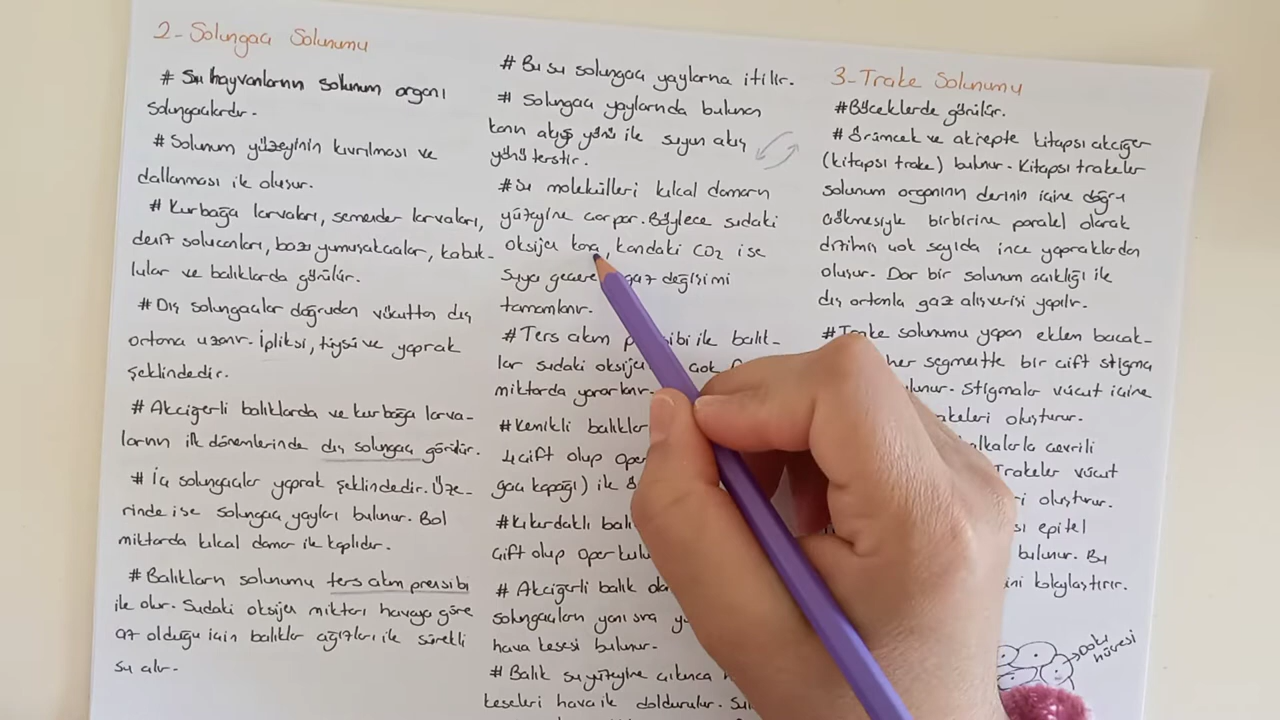 2-Solungaç Solunumu
# Su hayvanlarının solunum organı
solungaçlardır.
# Solunum yüzeyinin kıvrılması ve
dallanması ile oluşur.
# Kurbağa larvaları, semender larvaları,
deniz solucanları, bazı yumuşakçalar, kabuk-
lular ve balıklarda görülür.
# Dış solungaçlar doğrudan vücuttan dış
ortama uzanır. İpliksi, tüysü ve yaprak
şeklindedir.
# Akciğerli balıklarda ve kurbağa larva-
larının ilk dönemlerinde dış solungaç görülür.
# İç solungaçlar yaprak şeklindedir. Üze-
rinde ise solungaç yayları bulunur. Bol
miktarda kılcal damar ile kaplıdır.
# Balıkların solunumu ters akım prensibi
ile olur. Sudaki oksijen miktarı havaya göre
az olduğu için balıklar ağızları ile sürekli
su alır.
# Bu su solungaç yaylarına itilir.
# Solungaç yaylarında bulunan
kanın akış yönü ile suyun akış
yönü terstir.
# Su molekülleri kılcal damarın
yüzeyine çarpar. Böylece sudaki
oksijen kana, kandaki CO2 ise
suya geçer gaz değişimi
tamamlanır.
# Ters akım ile balık-
lar sudaki çok
miktarda yararlanır.
# Kemikli balıklar
4 çift olup
kapağı) ile
# Kıkırdaklı
çift olup
# Akciğerli balık
solungaçların yanı sıra
hava kesesi bulunur.
# Balık su yüzeyine çıkınca
keseleri hava ile doldurulur.
3-Trake Solunumu
# Böceklerde görülür.
# Örümcek ve akrepte kitapsı akciğer
(kitapsı trake) bulunur. Kitapsı trakeler
solunum organının derinin içine doğru
çökmesiyle birbirine paralel olarak
dizilmiş çok sayıda ince yapraklardan
oluşur. Dar bir solunum açıklığı ile
dış ortamla gaz alışverişi yapılır.
# Trake solunumu yapan eklem bacak-
her segmentte bir çift stigma
bulunur. Stigmalar vücut içine
trakeleri oluşturur.
halkalarla çevrili
Trakeler vücut
oluşturur.
epitel
bulunur. Bu
kolaylaştırır.
Doku
hücresi